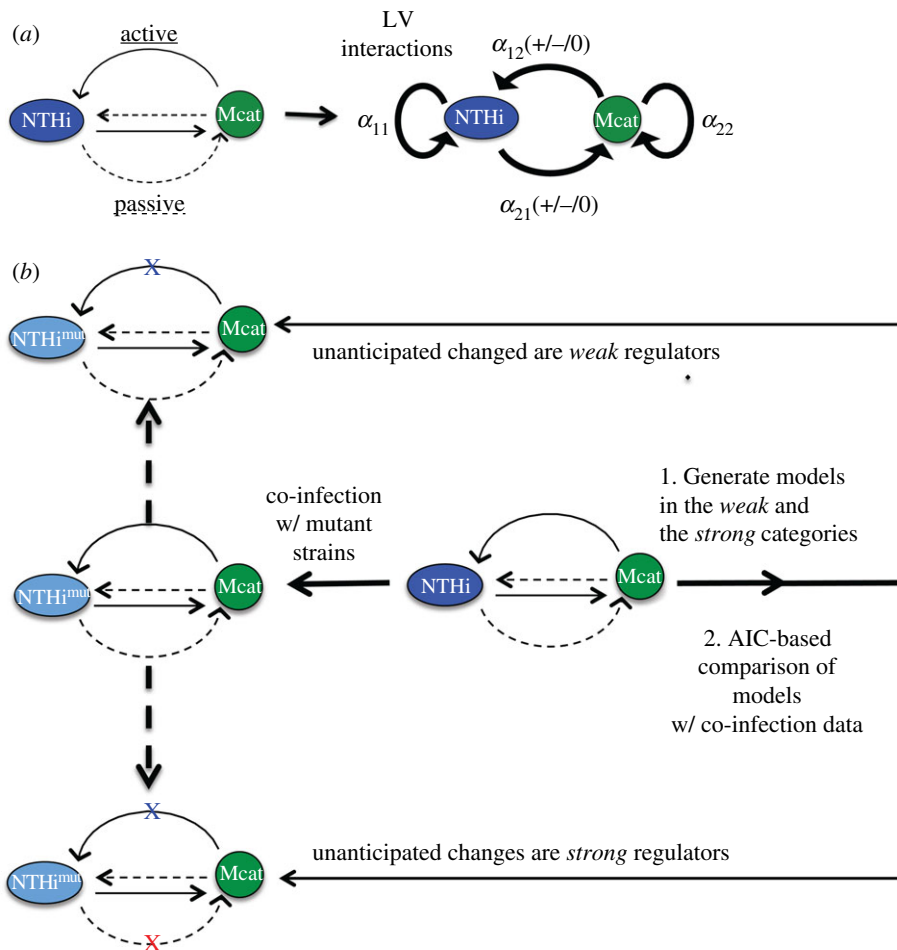 (a)
active
NTHi
Mcat
passive
LV
interactions
α12(+/–/0)
α11
NTHi
Mcat
α22
α21(+/–/0)
(b)
X
NTHimut
Mcat
unanticipated changed are weak regulators
co-infection
w/ mutant
strains
1. Generate models
in the weak and
the strong categories
NTHimut
Mcat
NTHi
Mcat
2. AIC-based
comparison of
models
w/ co-infection data
X
NTHimut
Mcat
unanticipated changes are strong regulators
X